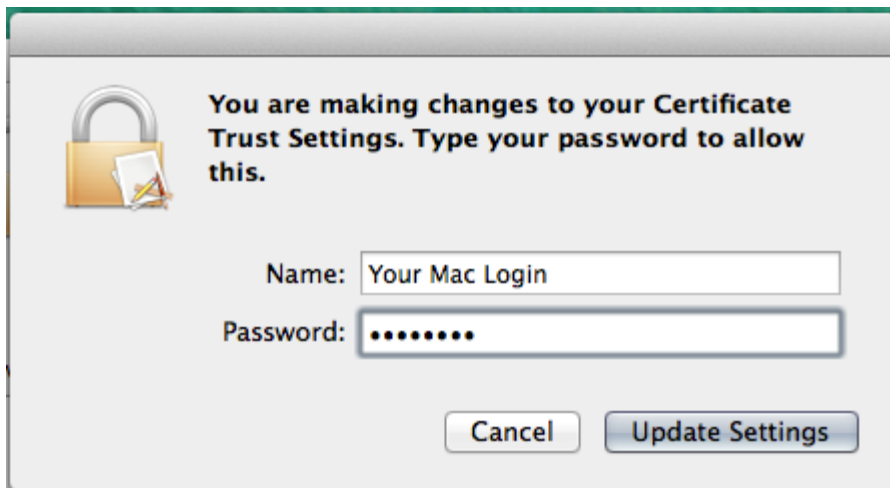 You are making changes to your Certificate
Trust Settings. Type your password to allow
this.
Name: Your Mac Login
Password: ••••••••
Cancel Update Settings